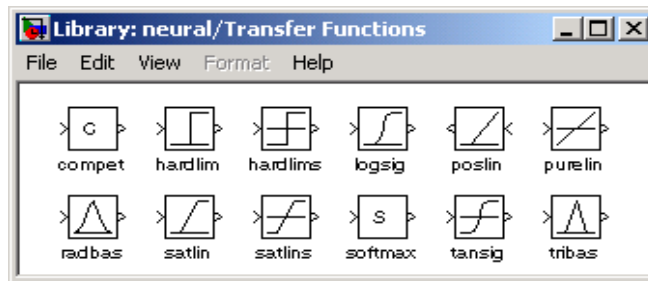 Library: neural/Transfer Functions
File Edit View Format Help
C
compet hardlim hardlims logsig poslin purelin
S
radbas satlin satlins softmax tansig tribas